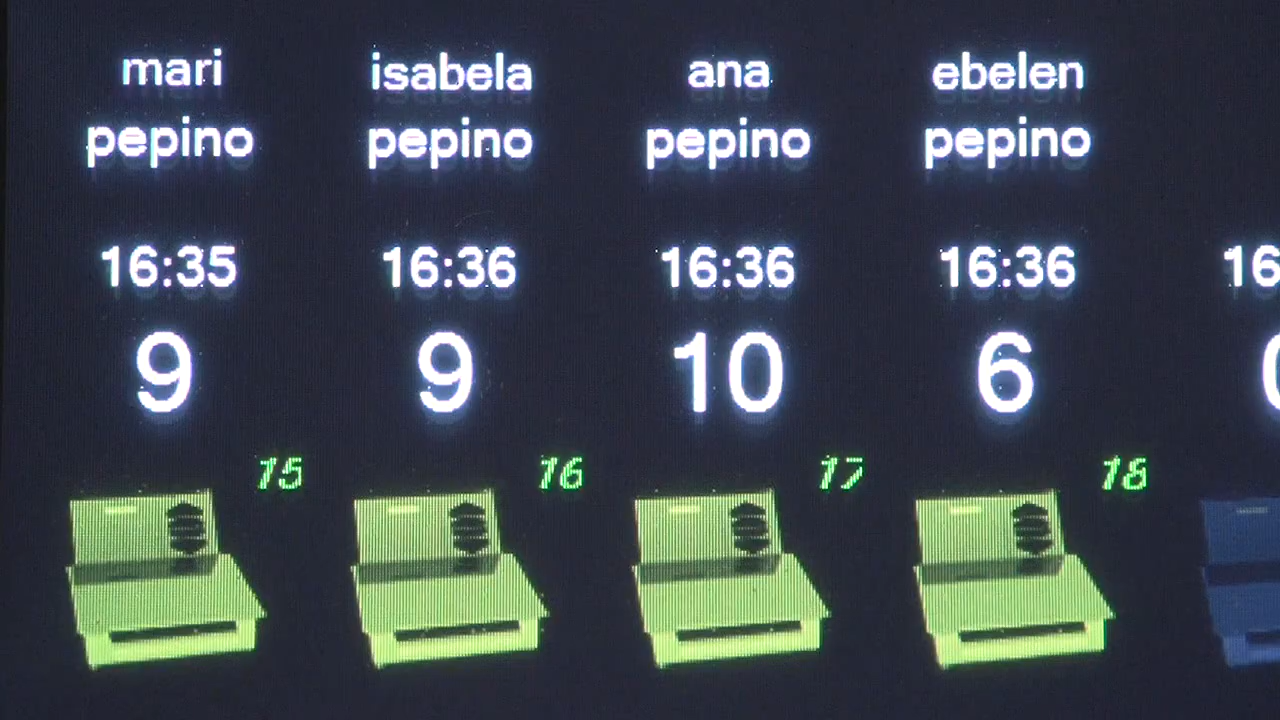 mari isabela ana ebelen
pepino pepino pepino pepino
16:35 16:36 16:36 16:36 16
9 9 10 6
15 16 17 18